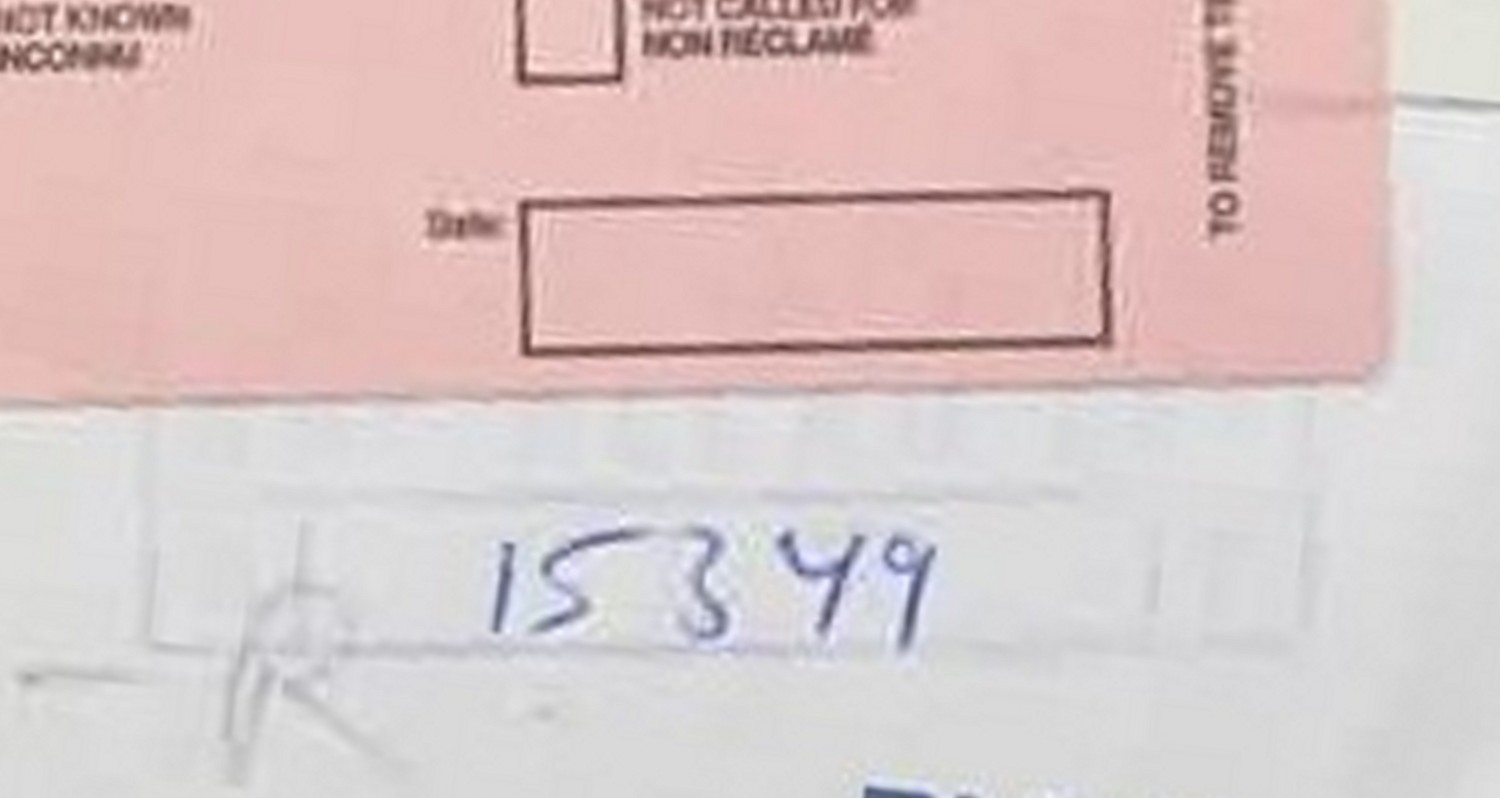 NOT KNOWN
INCONNU
NOT CALLED FOR
NON RÉCLAMÉ
TO REMOVE
Date:
15349